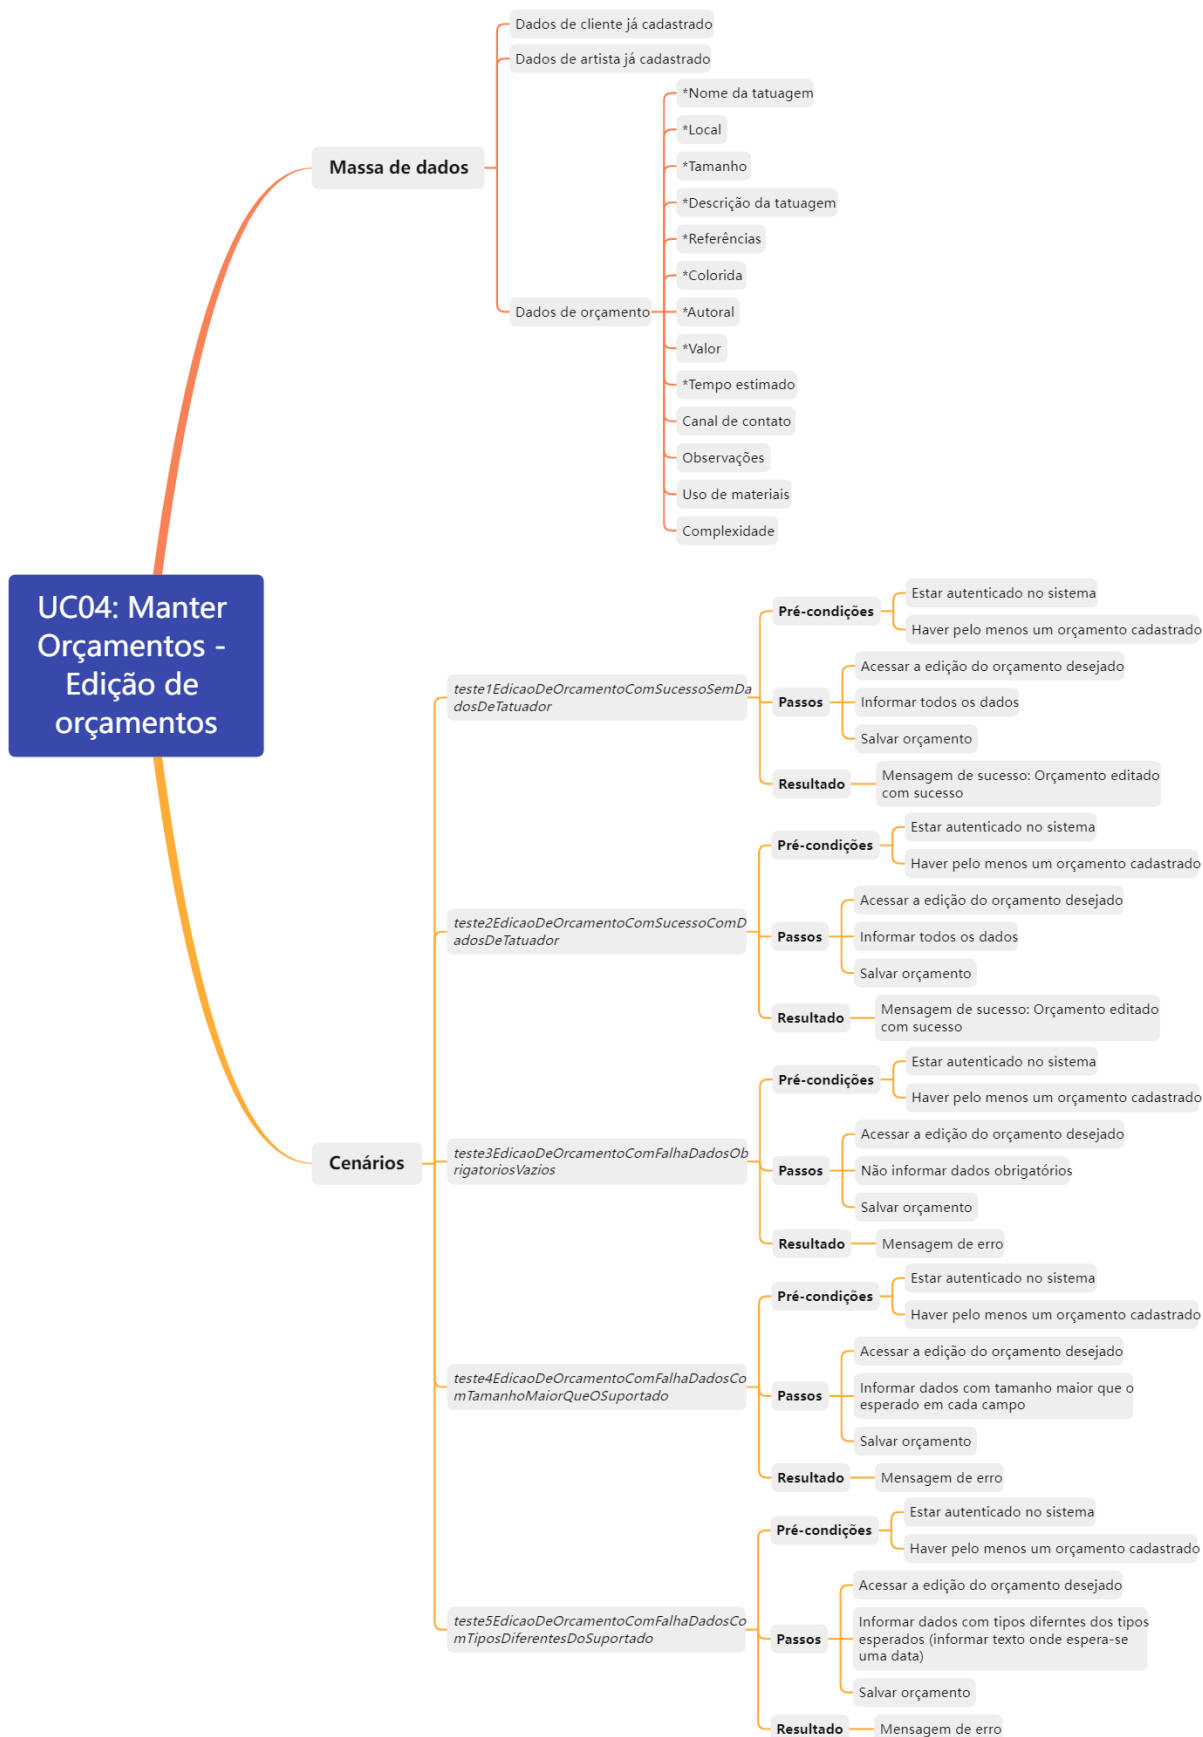 UC04: Manter
Orçamentos -
Edição de
orçamentos
Massa de dados
Dados de cliente já cadastrado
Dados de artista já cadastrado
Dados de orçamento
*Nome da tatuagem
*Local
*Tamanho
*Descrição da tatuagem
*Referências
*Colorida
*Autoral
*Valor
*Tempo estimado
Canal de contato
Observações
Uso de materiais
Complexidade
Cenários
teste1EdicaoDeOrcamentoComSucessoSemDa
dosDeTatuador
Pré-condições
Estar autenticado no sistema
Haver pelo menos um orçamento cadastrado
Passos
Acessar a edição do orçamento desejado
Informar todos os dados
Salvar orçamento
Resultado
Mensagem de sucesso: Orçamento editado
com sucesso
teste2EdicaoDeOrcamentoComSucessoComD
adosDeTatuador
Pré-condições
Estar autenticado no sistema
Haver pelo menos um orçamento cadastrado
Passos
Acessar a edição do orçamento desejado
Informar todos os dados
Salvar orçamento
Resultado
Mensagem de sucesso: Orçamento editado
com sucesso
teste3EdicaoDeOrcamentoComFalhaDadosOb
rigatoriosVazios
Pré-condições
Estar autenticado no sistema
Haver pelo menos um orçamento cadastrado
Passos
Acessar a edição do orçamento desejado
Não informar dados obrigatórios
Salvar orçamento
Resultado
Mensagem de erro
teste4EdicaoDeOrcamentoComFalhaDadosCo
mTamanhoMaiorQueOSuportado
Pré-condições
Estar autenticado no sistema
Haver pelo menos um orçamento cadastrado
Passos
Acessar a edição do orçamento desejado
Informar dados com tamanho maior que o
esperado em cada campo
Salvar orçamento
Resultado
Mensagem de erro
teste5EdicaoDeOrcamentoComFalhaDadosCo
mTiposDiferentesDoSuportado
Pré-condições
Estar autenticado no sistema
Haver pelo menos um orçamento cadastrado
Passos
Acessar a edição do orçamento desejado
Informar dados com tipos diferntes dos tipos
esperados (informar texto onde espera-se
uma data)
Salvar orçamento
Resultado
Mensagem de erro